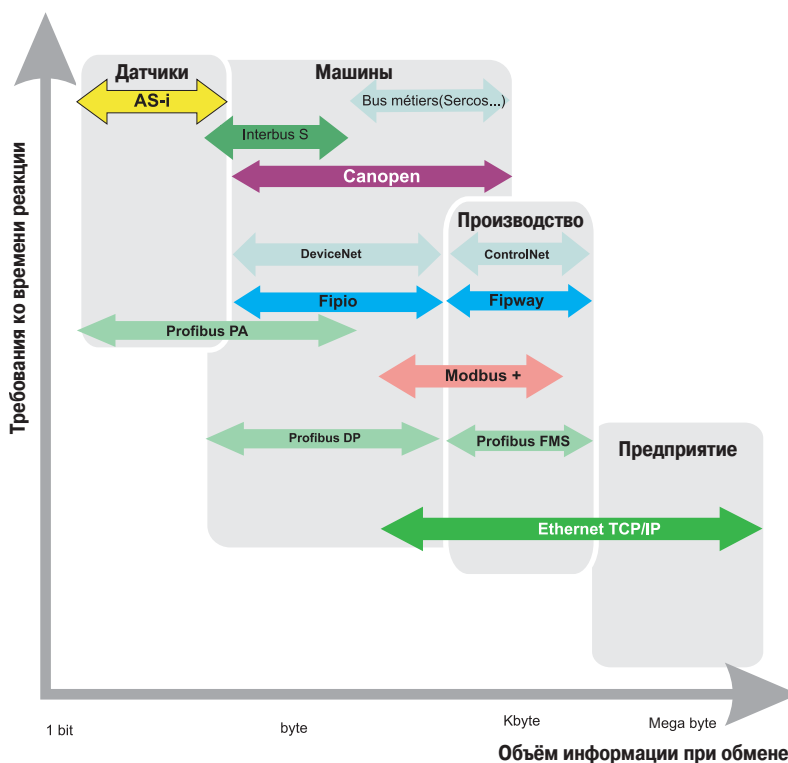 Требования ко времени реакции
Датчики
Машины
AS-i
Bus métiers(Sercos...)
Interbus S
Canopen
Производство
DeviceNet
ControlNet
Fipio
Fipway
Profibus PA
Modbus +
Profibus DP
Profibus FMS
Предприятие
Ethernet TCP/IP
1 bit
byte
Kbyte
Mega byte
Объём информации при обмене